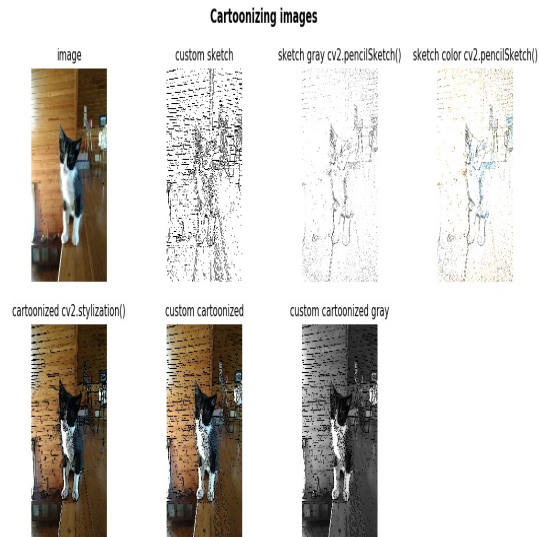 Cartoonizing images
image
custom sketch
sketch gray cv2.pencilSketch()
sketch color cv2.pencilSketch()
cartoonized cv2.stylization()
custom cartoonized
custom cartoonized gray